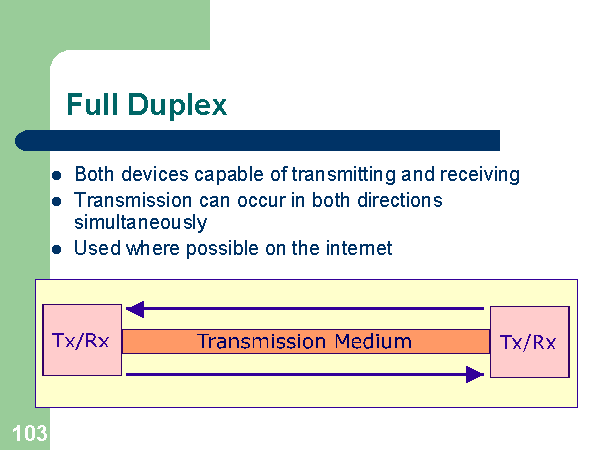 Full Duplex
Both devices capable of transmitting and receiving
Transmission can occur in both directions
simultaneously
Used where possible on the internet
Tx/Rx
Transmission Medium
Tx/Rx
103